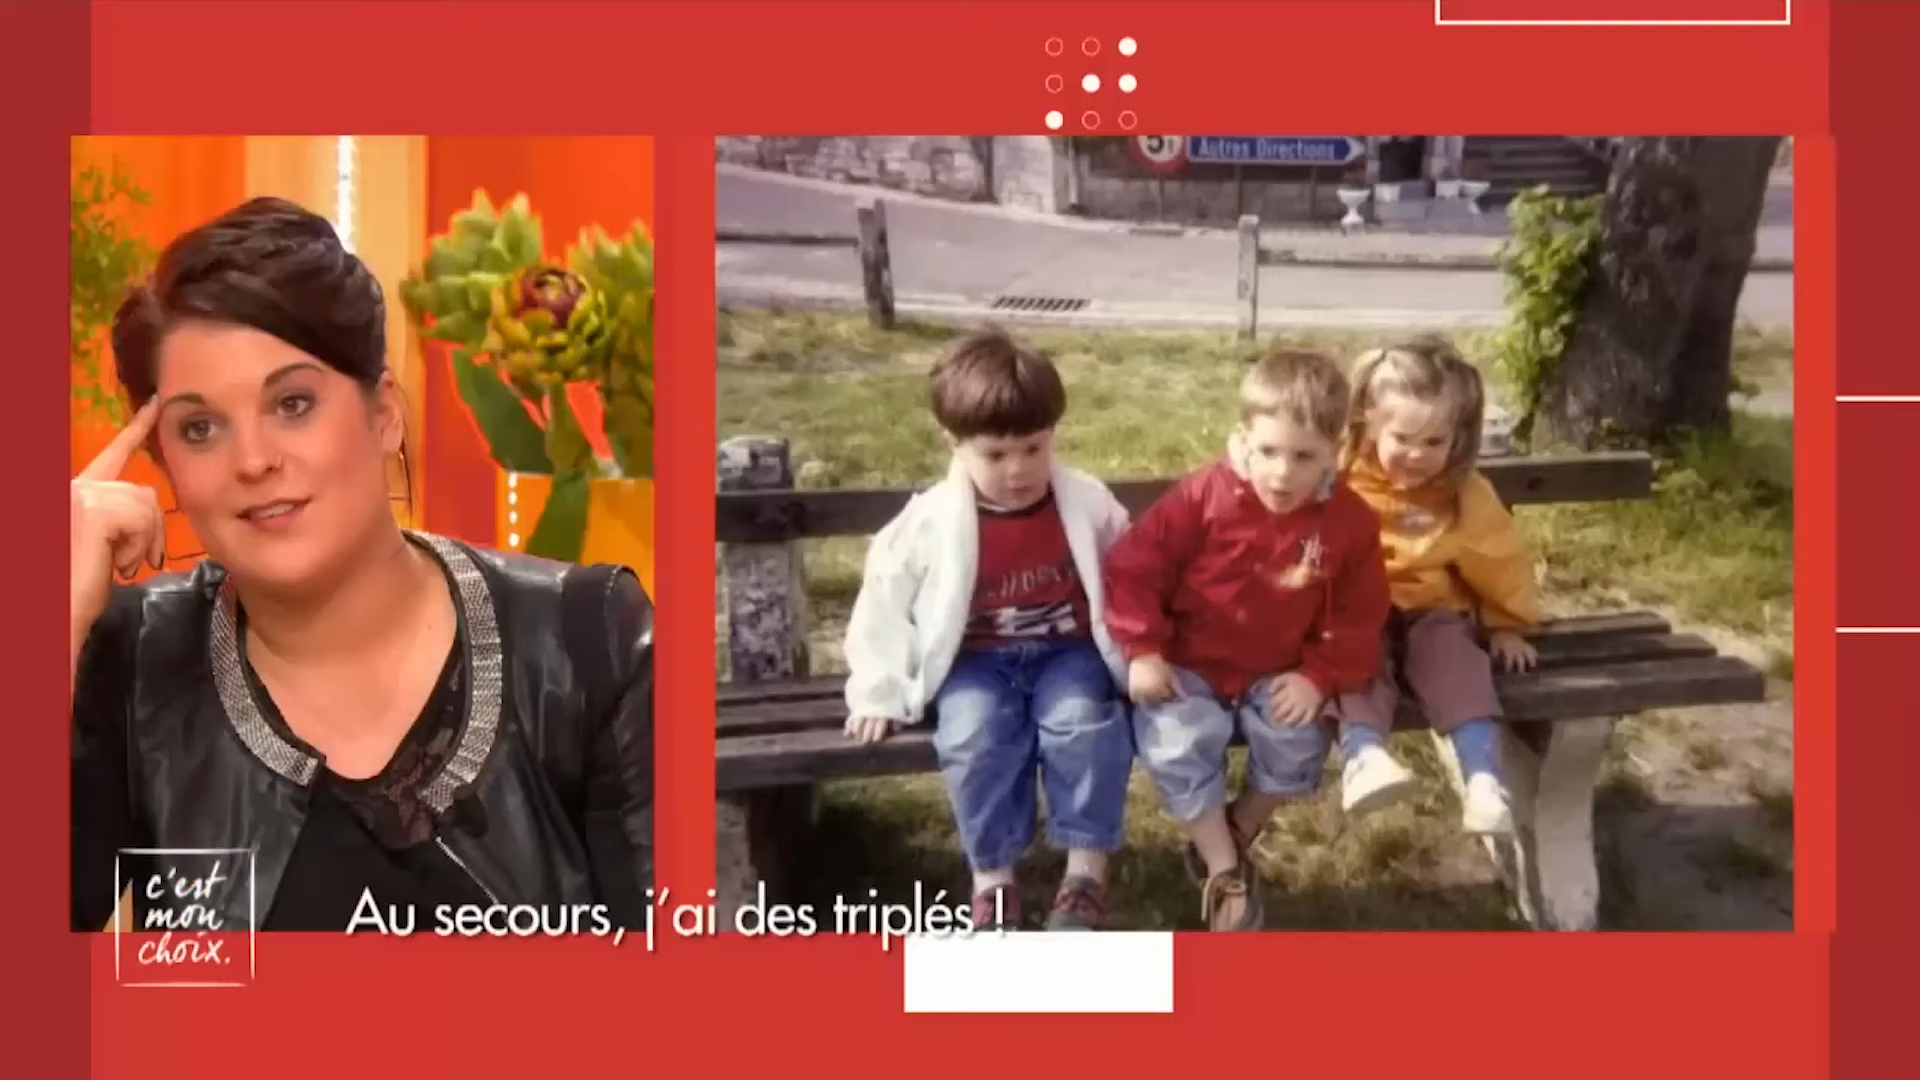 Autres Directions
c'est
mon
choix.
Au secours, j'ai des triplés !